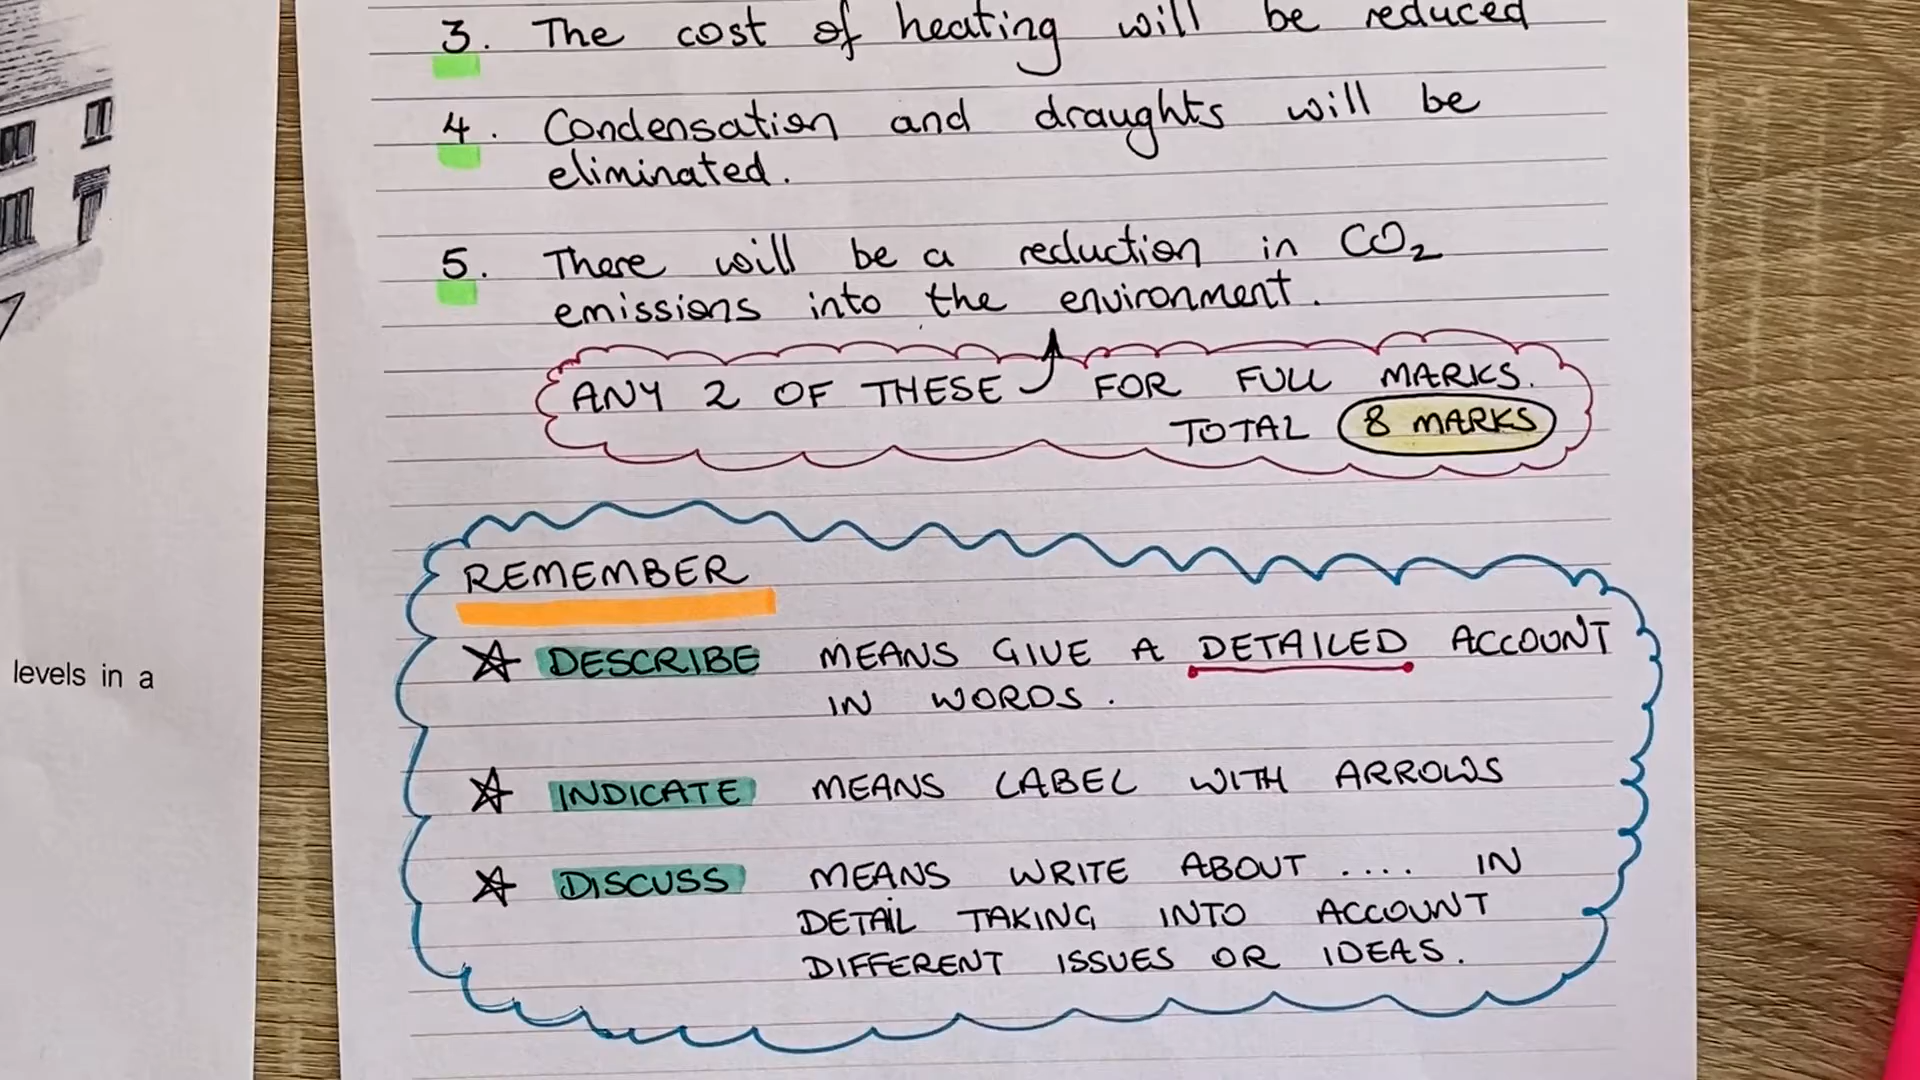 3. The cost of heating will be reduced
4. Condensation and draughts will be
eliminated.
5. There will be a reduction in CO₂
emissions into the environment.
ANY 2 OF THESE FOR FULL MARKS.
TOTAL 8 MARKS
REMEMBER
DESCRIBE MEANS GIVE A DETAILED ACCOUNT
IN WORDS.
INDICATE MEANS LABEL WITH ARROWS
DISCUSS MEANS WRITE ABOUT .... IN
DETAIL TAKING INTO ACCOUNT
DIFFERENT ISSUES OR IDEAS.
levels in a